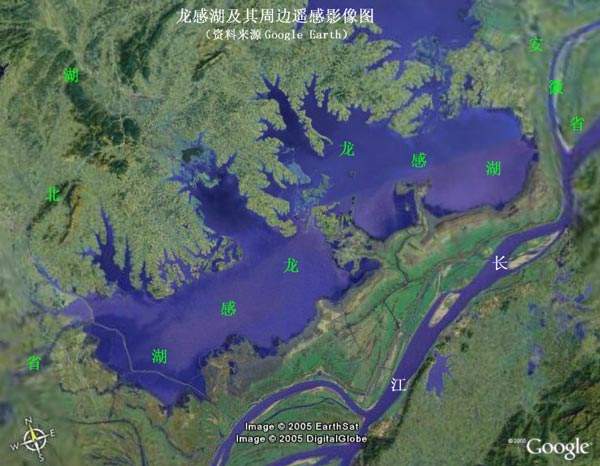 龙感湖及其周边遥感影像图
（资料来源Google Earth）
湖北省
安徽省
龙感湖
龙感湖
长江
Image © 2005 EarthSat
Image © 2005 DigitalGlobe
N
W E
S
© 2005 Google